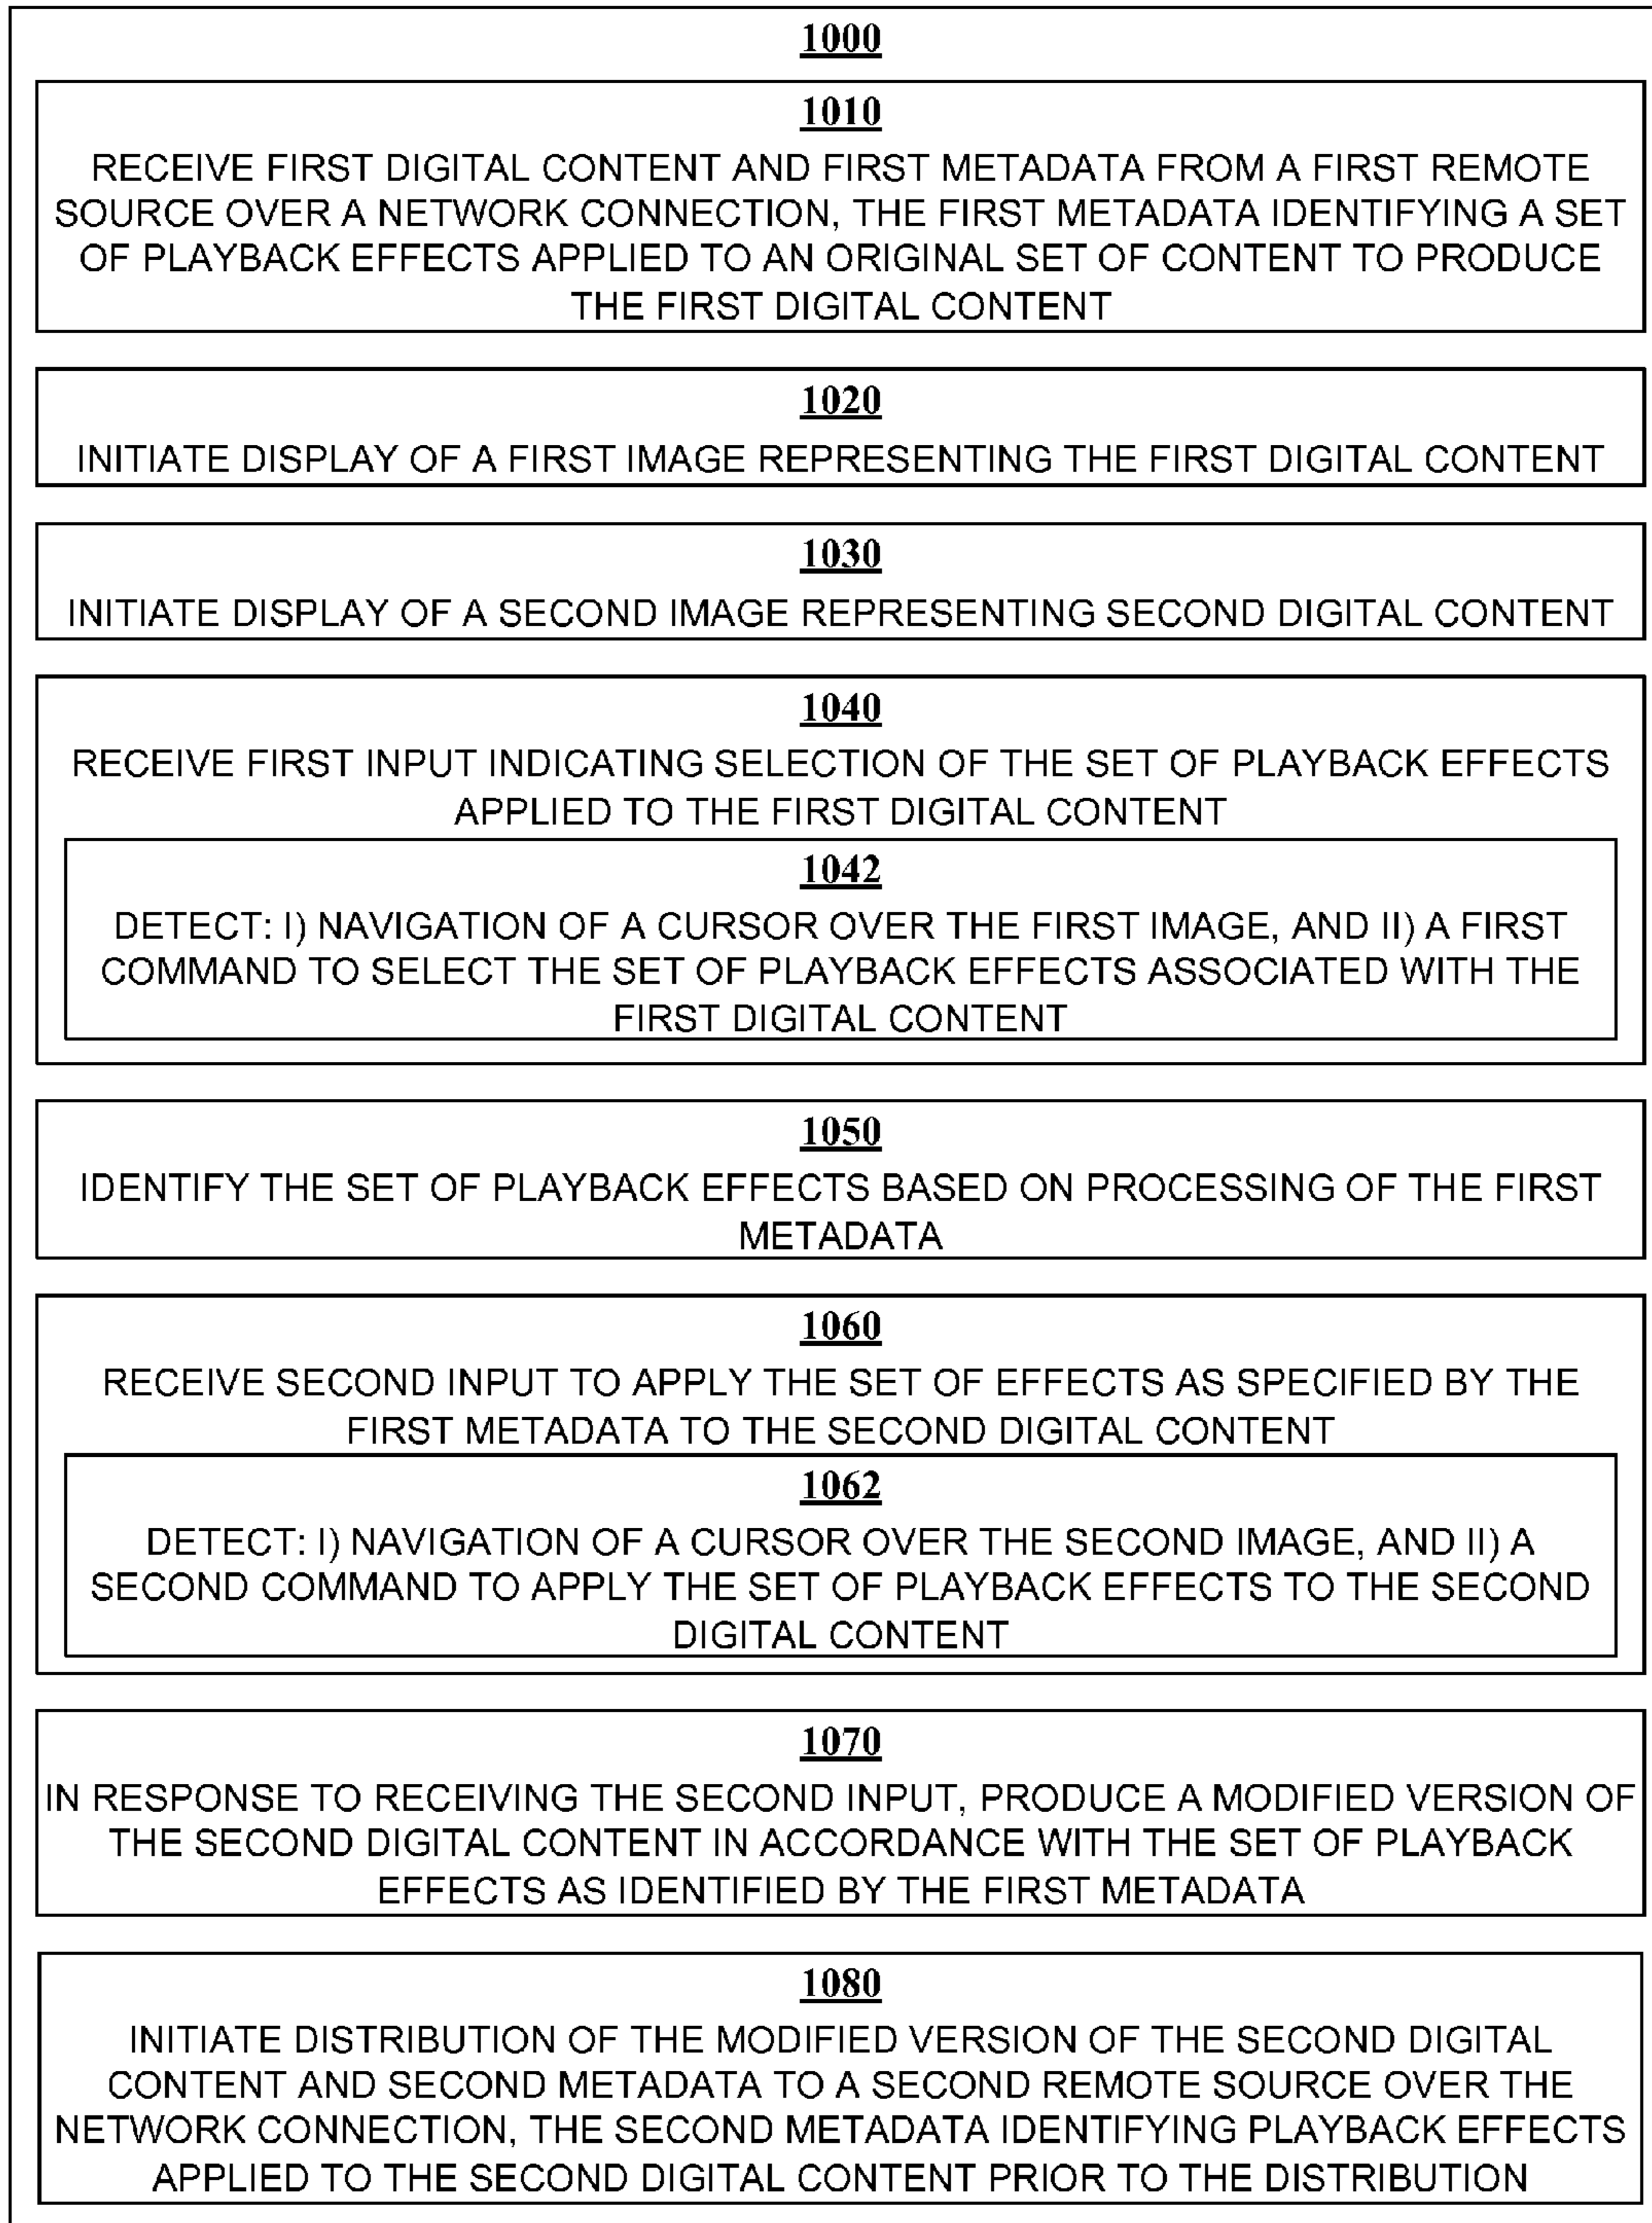 1000
1010
RECEIVE FIRST DIGITAL CONTENT AND FIRST METADATA FROM A FIRST REMOTE
SOURCE OVER A NETWORK CONNECTION, THE FIRST METADATA IDENTIFYING A SET
OF PLAYBACK EFFECTS APPLIED TO AN ORIGINAL SET OF CONTENT TO PRODUCE
THE FIRST DIGITAL CONTENT
1020
INITIATE DISPLAY OF A FIRST IMAGE REPRESENTING THE FIRST DIGITAL CONTENT
1030
INITIATE DISPLAY OF A SECOND IMAGE REPRESENTING SECOND DIGITAL CONTENT
1040
RECEIVE FIRST INPUT INDICATING SELECTION OF THE SET OF PLAYBACK EFFECTS
APPLIED TO THE FIRST DIGITAL CONTENT
1042
DETECT: I) NAVIGATION OF A CURSOR OVER THE FIRST IMAGE, AND II) A FIRST
COMMAND TO SELECT THE SET OF PLAYBACK EFFECTS ASSOCIATED WITH THE
FIRST DIGITAL CONTENT
1050
IDENTIFY THE SET OF PLAYBACK EFFECTS BASED ON PROCESSING OF THE FIRST
METADATA
1060
RECEIVE SECOND INPUT TO APPLY THE SET OF EFFECTS AS SPECIFIED BY THE
FIRST METADATA TO THE SECOND DIGITAL CONTENT
1062
DETECT: I) NAVIGATION OF A CURSOR OVER THE SECOND IMAGE, AND II) A
SECOND COMMAND TO APPLY THE SET OF PLAYBACK EFFECTS TO THE SECOND
DIGITAL CONTENT
1070
IN RESPONSE TO RECEIVING THE SECOND INPUT, PRODUCE A MODIFIED VERSION OF
THE SECOND DIGITAL CONTENT IN ACCORDANCE WITH THE SET OF PLAYBACK
EFFECTS AS IDENTIFIED BY THE FIRST METADATA
1080
INITIATE DISTRIBUTION OF THE MODIFIED VERSION OF THE SECOND DIGITAL
CONTENT AND SECOND METADATA TO A SECOND REMOTE SOURCE OVER THE
NETWORK CONNECTION, THE SECOND METADATA IDENTIFYING PLAYBACK EFFECTS
APPLIED TO THE SECOND DIGITAL CONTENT PRIOR TO THE DISTRIBUTION